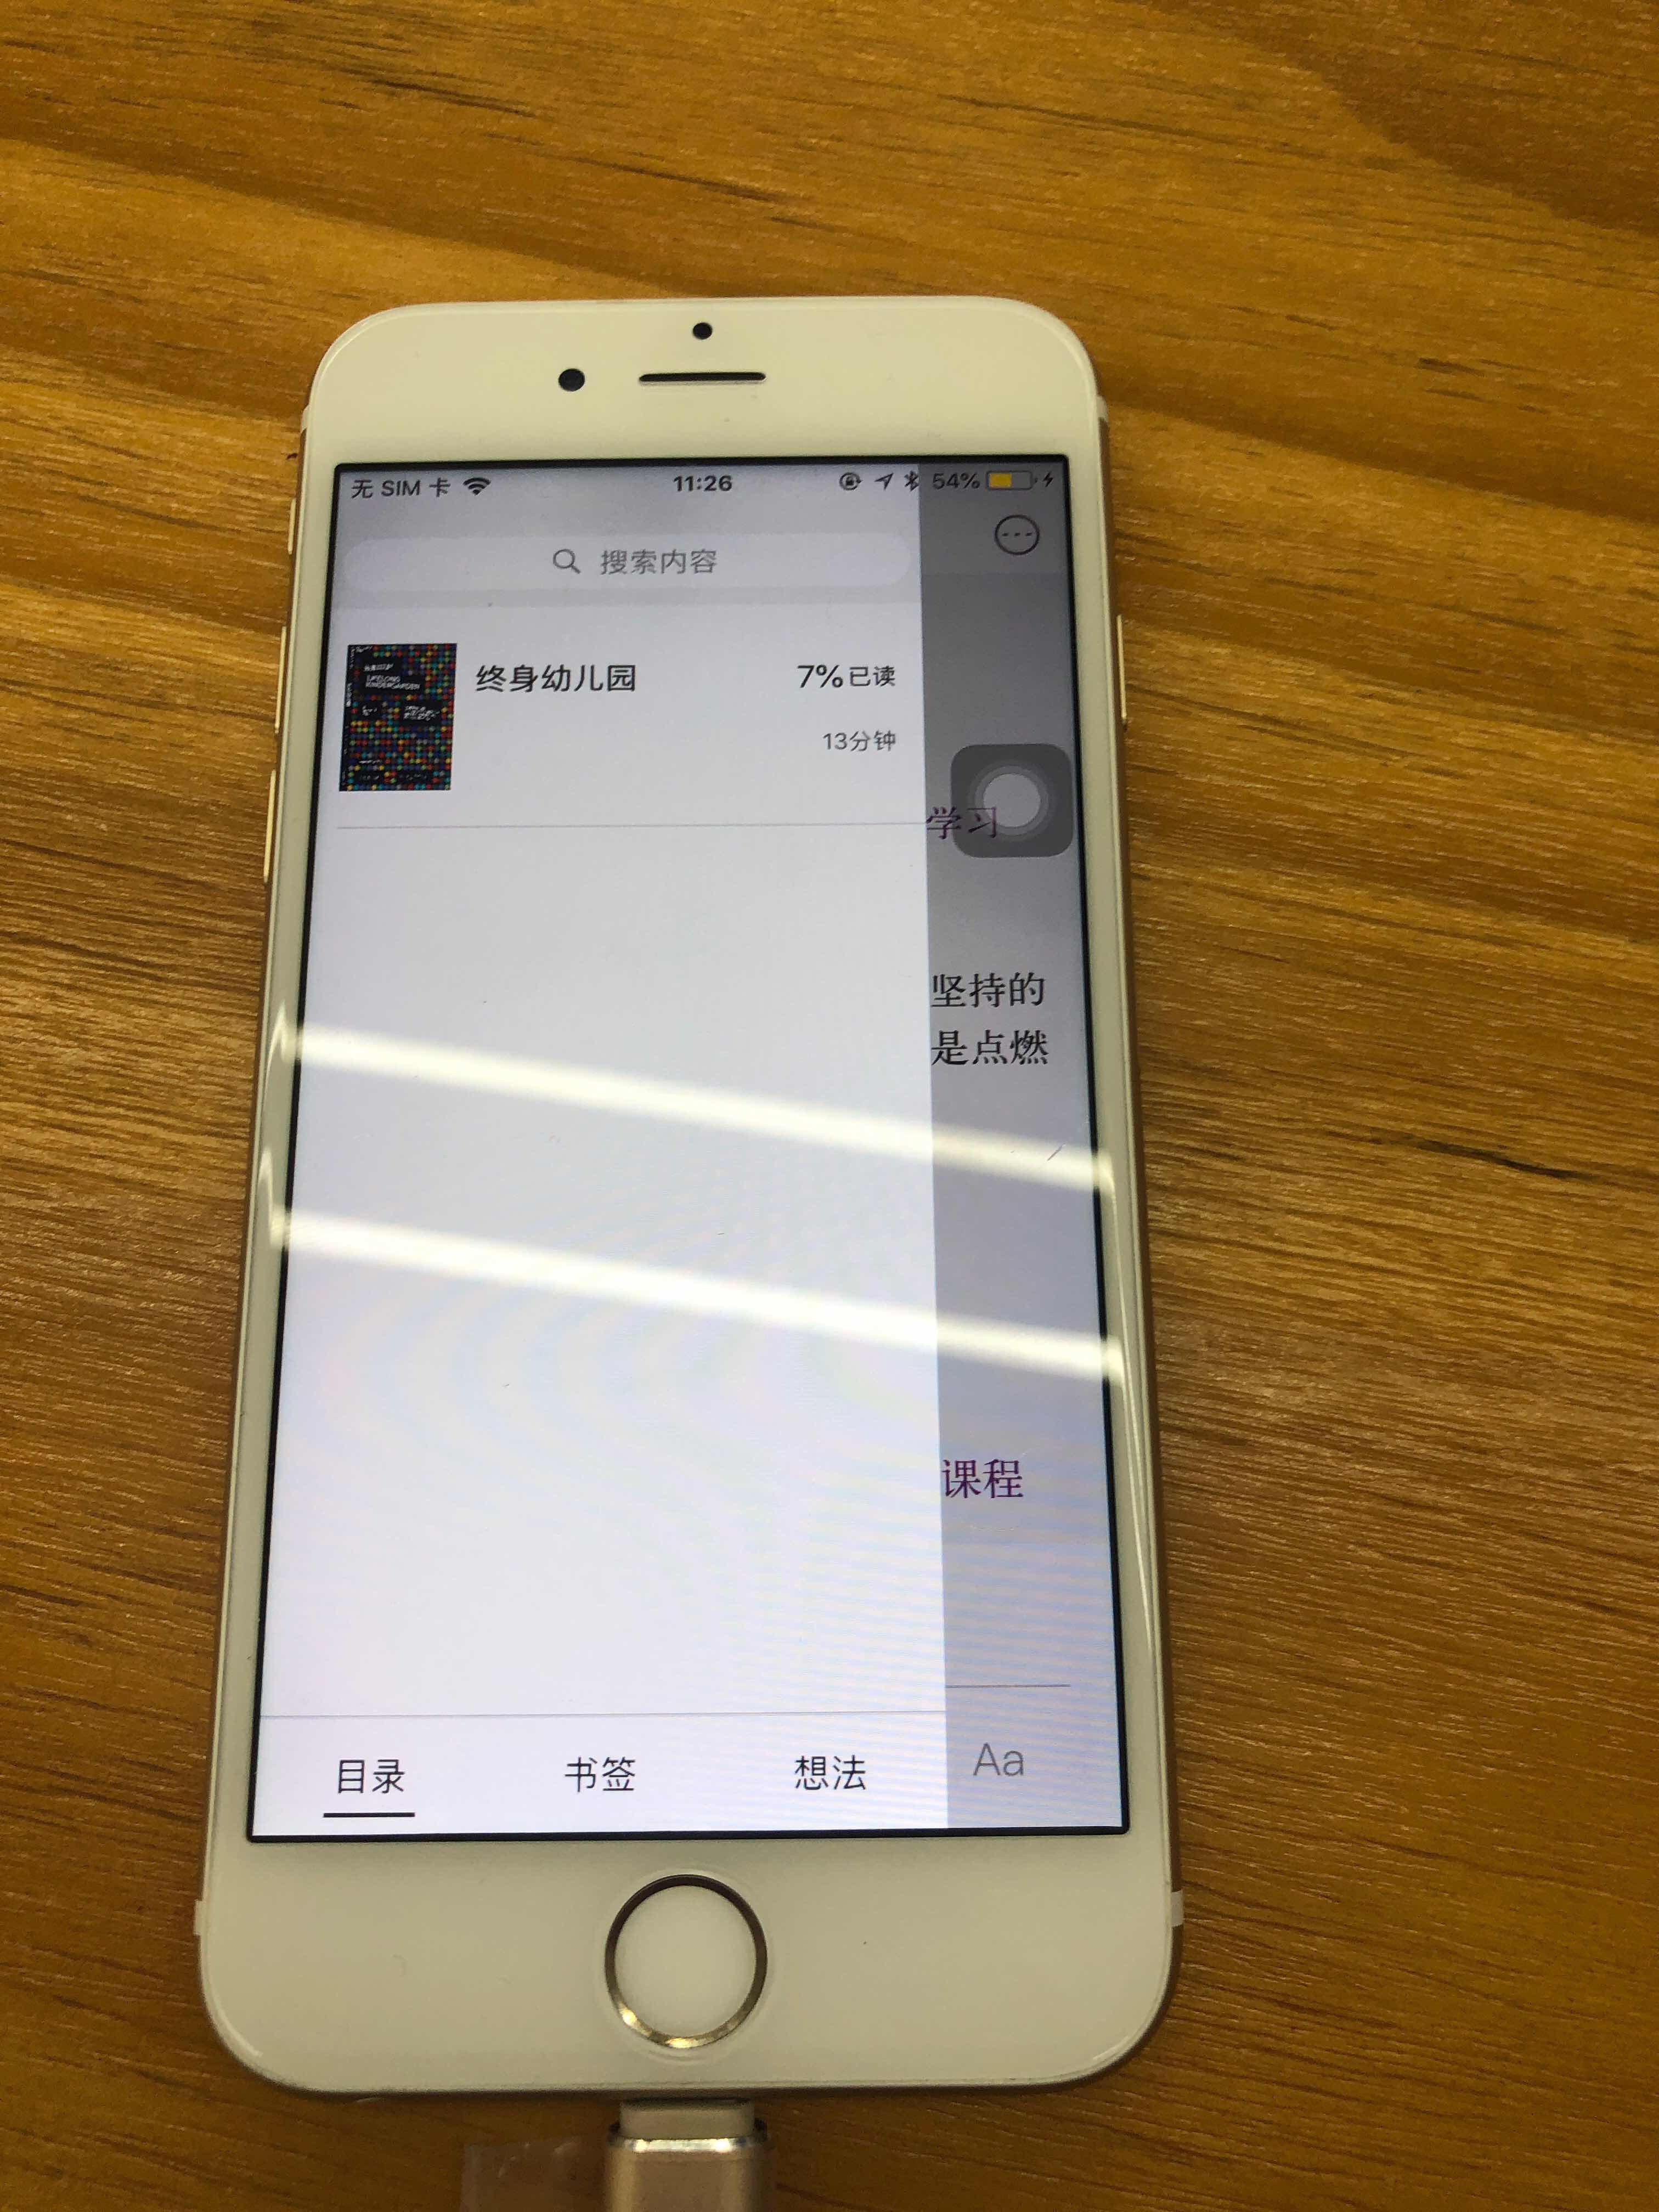 无 SIM 卡 11:26 54%
搜索内容
终身幼儿园 7%已读
LIFELONG
KINDERGARTEN
13分钟
学习
坚持的
是点燃
课程
目录 书签 想法 Aa